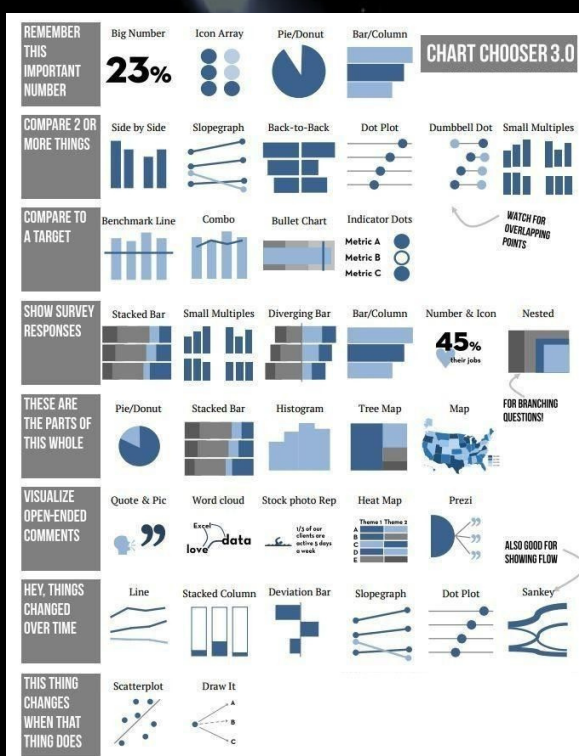 REMEMBER
THIS
IMPORTANT
NUMBER
Big Number
Icon Array
Pie/Donut
Bar/Column
23%
CHART CHOOSER 3.0
COMPARE 2 OR
MORE THINGS
Side by Side
Slopegraph
Back-to-Back
Dot Plot
Dumbbell Dot
Small Multiples
WATCH FOR
OVERLAPPING
POINTS
COMPARE TO
A TARGET
Benchmark Line
Combo
Bullet Chart
Indicator Dots
Metric A
Metric B
Metric C
SHOW SURVEY
RESPONSES
Stacked Bar
Small Multiples
Diverging Bar
Bar/Column
Number & Icon
Nested
45%
their jobs
FOR BRANCHING
QUESTIONS!
THESE ARE
THE PARTS OF
THIS WHOLE
Pie/Donut
Stacked Bar
Histogram
Tree Map
Map
VISUALIZE
OPEN-ENDED
COMMENTS
Quote & Pic
Word cloud
Stock photo Rep
Heat Map
Prezi
Excel
love
data
1/3 of our
clients are
active 5 days
a week
Theme 1 Theme 2
A
B
C
D
E
ALSO GOOD FOR
SHOWING FLOW
HEY, THINGS
CHANGED
OVER TIME
Line
Stacked Column
Deviation Bar
Slopegraph
Dot Plot
Sankey
THIS THING
CHANGES
WHEN THAT
THING DOES
Scatterplot
Draw It
A
B
C